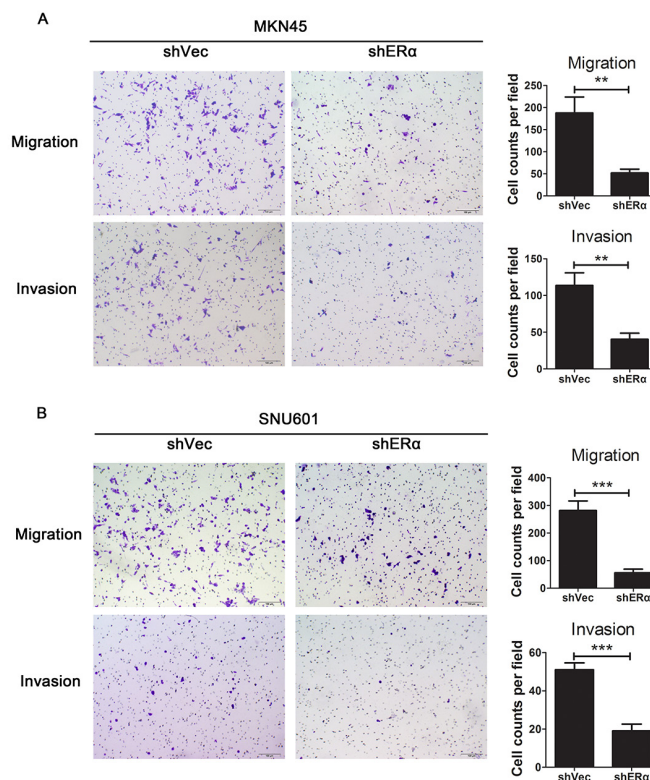 A
MKN45
shVec
shERα
Migration
Invasion
Migration
**
Cell counts per field
250
200
150
100
50
0
shVec
shERα
Invasion
**
Cell counts per field
150
100
50
0
shVec
shERα
B
SNU601
shVec
shERα
Migration
Invasion
Migration
***
Cell counts per field
400
300
200
100
0
shVec
shERα
Invasion
***
Cell counts per field
60
40
20
0
shVec
shERα